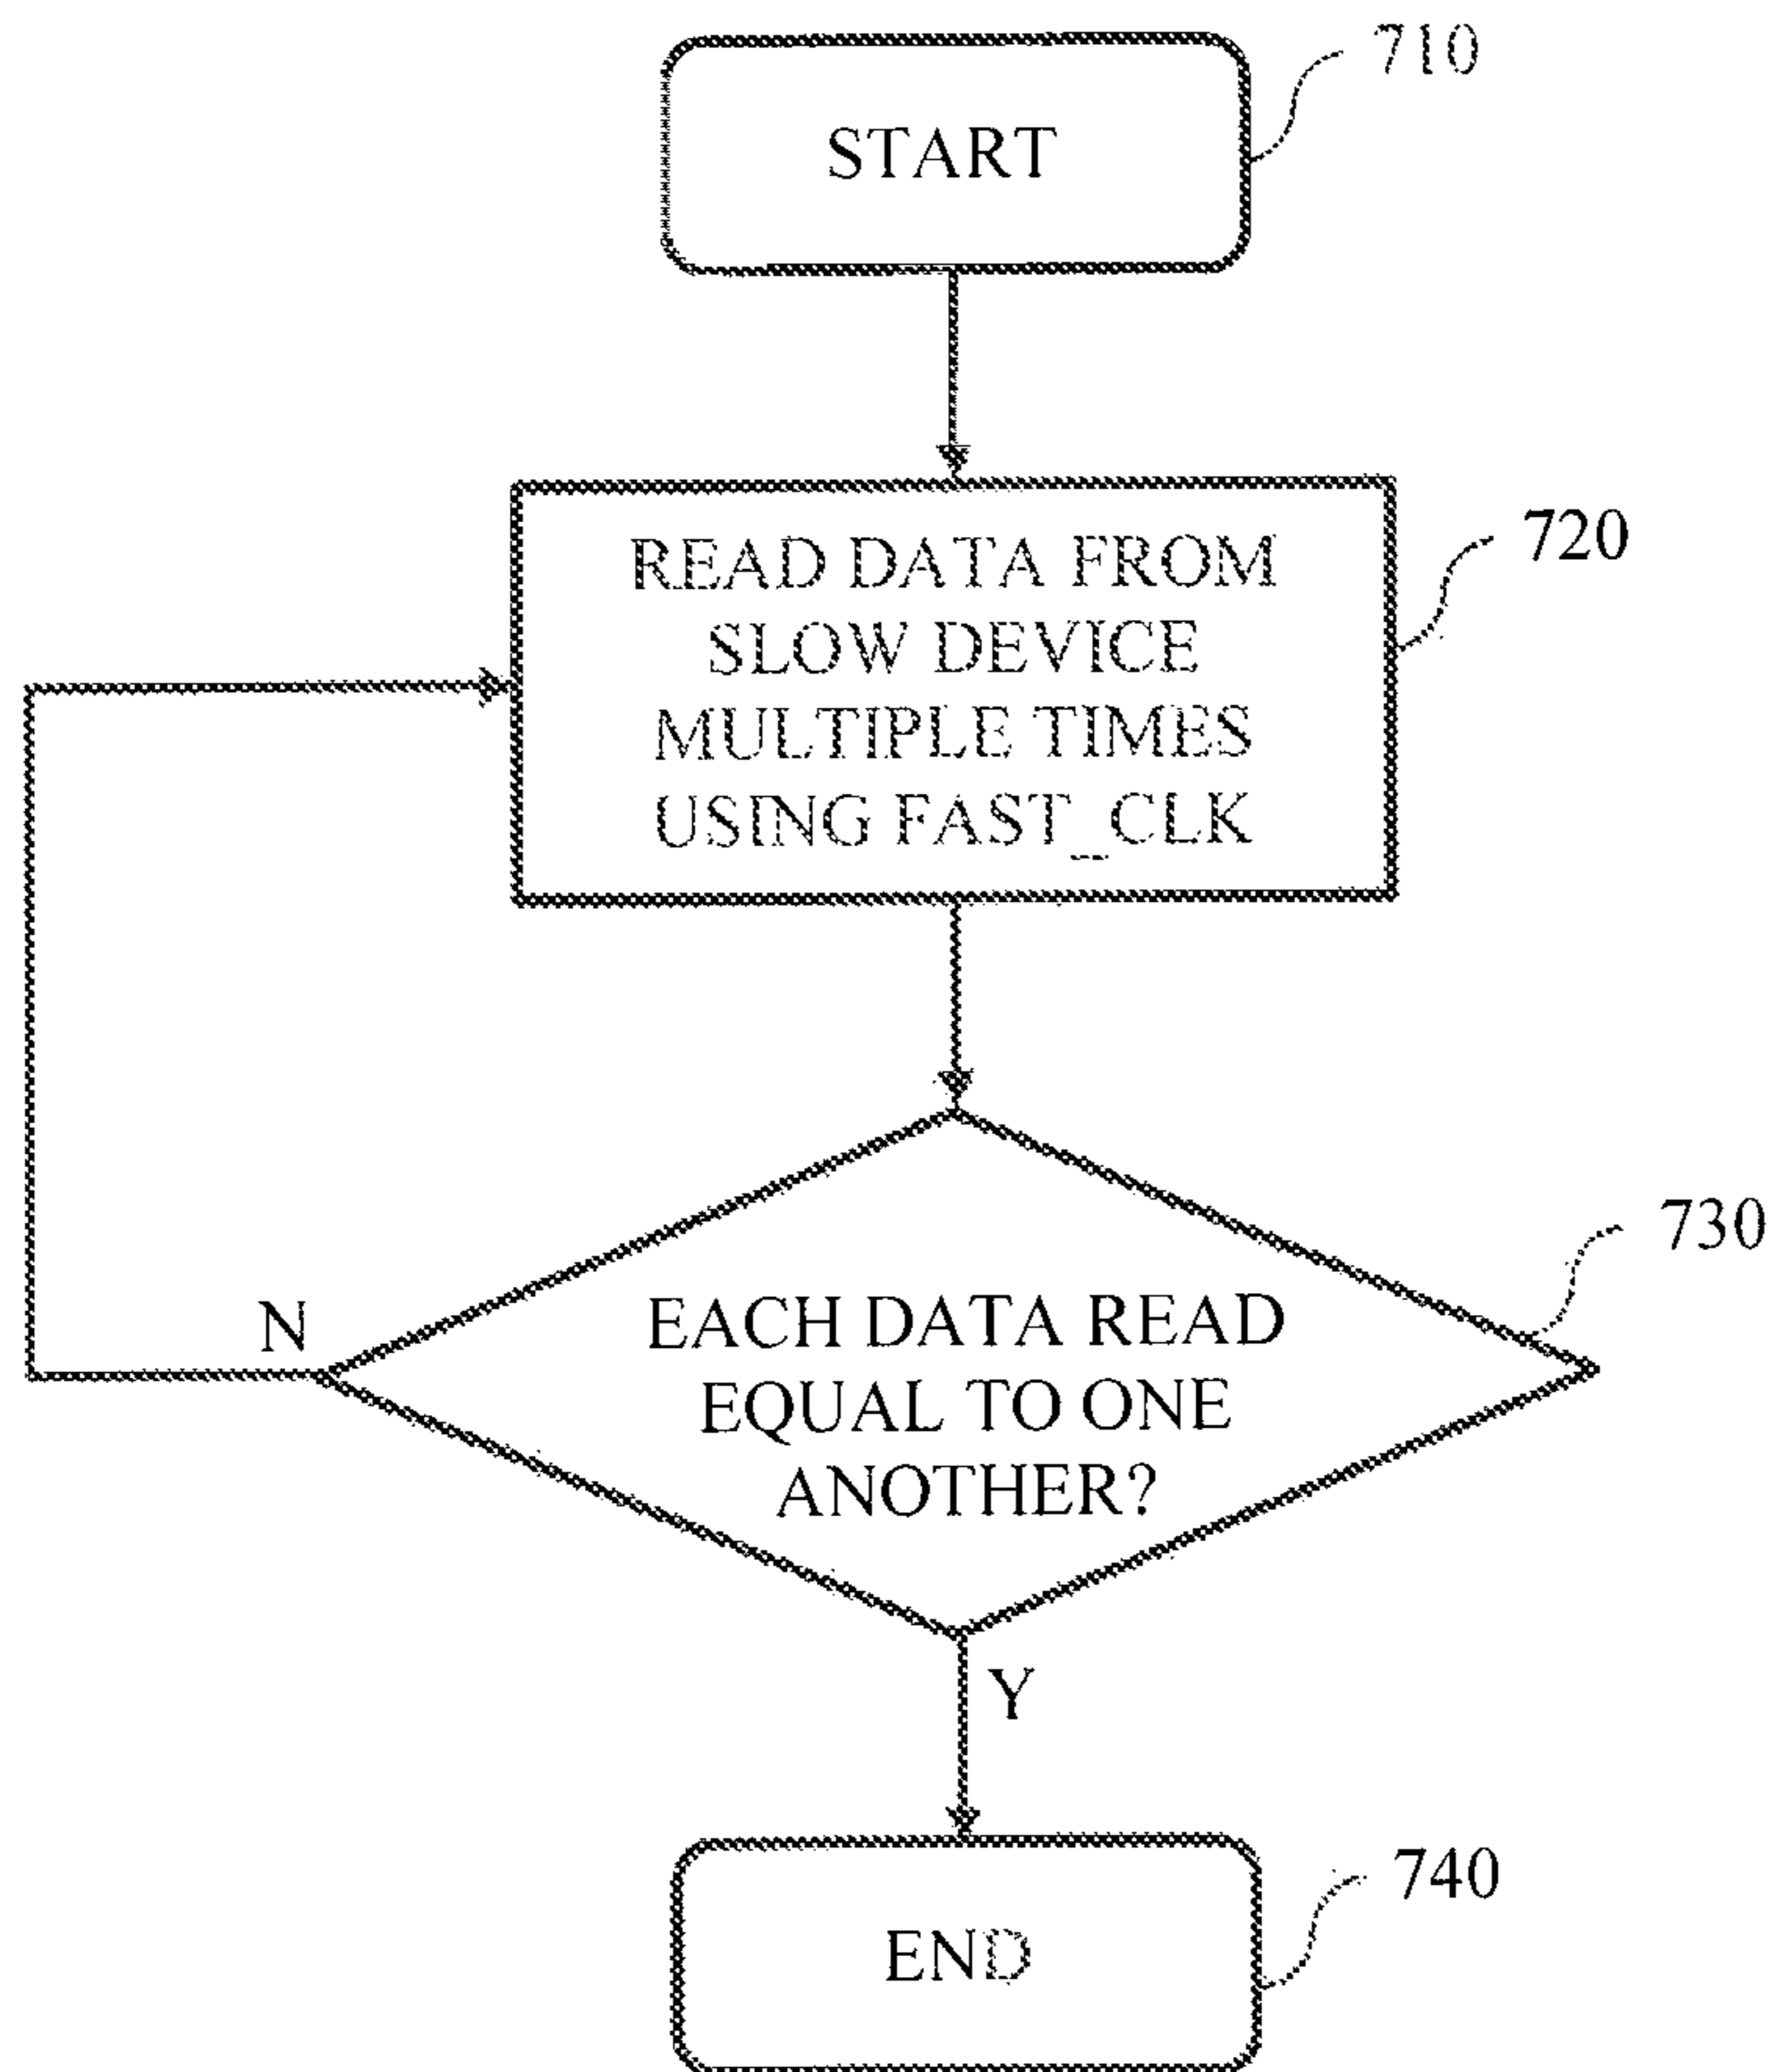 710
START
720
READ DATA FROM
SLOW DEVICE
MULTIPLE TIMES
USING FAST_CLK
730
N
EACH DATA READ
EQUAL TO ONE
ANOTHER?
Y
740
END